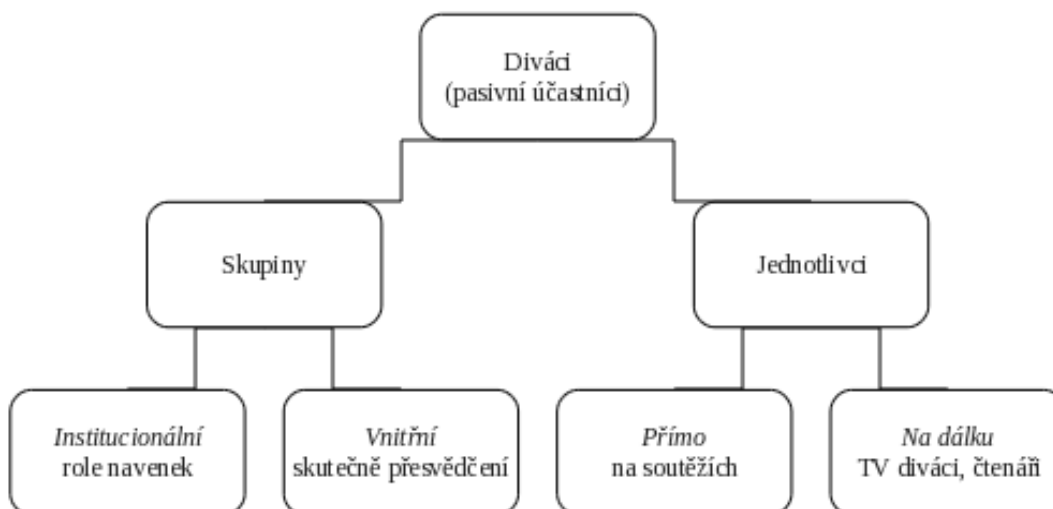 Diváci
(pasivní účastníci)
Skupiny
Jednotlivci
Institucionální
role navenek
Vnitřní
skutečně přesvědčení
Přímo
na soutěžích
Na dálku
TV diváci, čtenáři